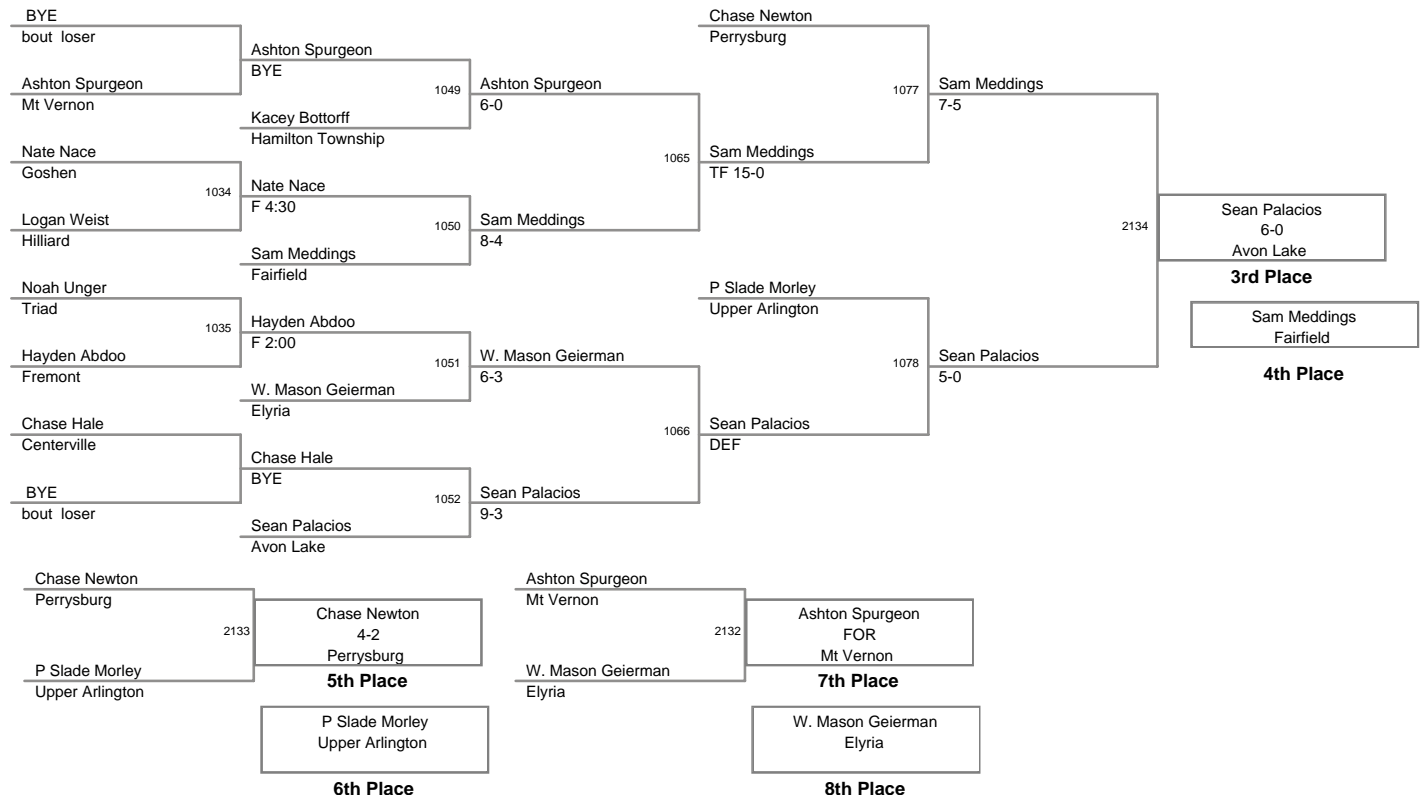 BYE
bout loser
Ashton Spurgeon
Mt Vernon
Nate Nace
Goshen
1034
Logan Weist
Hilliard
Noah Unger
Triad
1035
Hayden Abdoo
Fremont
Chase Hale
Centerville
BYE
bout loser
Ashton Spurgeon
BYE
1049
Kacey Bottorff
Hamilton Township
Nate Nace
F 4:30
1050
Sam Meddings
Fairfield
Hayden Abdoo
F 2:00
1051
W. Mason Geierman
Elyria
Chase Hale
BYE
1052
Sean Palacios
Avon Lake
Ashton Spurgeon
6-0
1065
Sam Meddings
8-4
W. Mason Geierman
6-3
1066
Sean Palacios
9-3
Chase Newton
Perrysburg
1077
Sam Meddings
TF 15-0
P Slade Morley
Upper Arlington
1078
Sean Palacios
DEF
Sam Meddings
7-5
2134
Sean Palacios
5-0
Sean Palacios
6-0
Avon Lake
3rd Place
Sam Meddings
Fairfield
4th Place
Chase Newton
Perrysburg
2133
P Slade Morley
Upper Arlington
Chase Newton
4-2
Perrysburg
5th Place
P Slade Morley
Upper Arlington
6th Place
Ashton Spurgeon
Mt Vernon
2132
W. Mason Geierman
Elyria
Ashton Spurgeon
FOR
Mt Vernon
7th Place
W. Mason Geierman
Elyria
8th Place